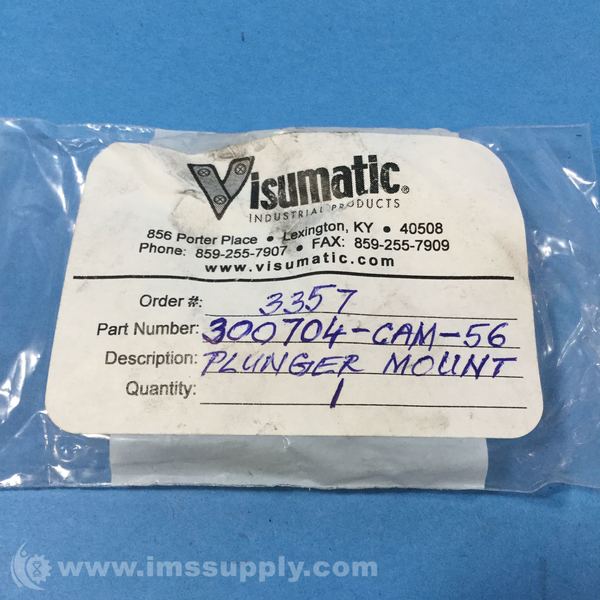 Visumatic®
INDUSTRIAL PRODUCTS
856 Porter Place • Lexington, KY • 40508
Phone: 859-255-7907 • FAX: 859-255-7909
www.visumatic.com
Order #: 3357
Part Number: 300704-CAM-56
Description: PLUNGER MOUNT
Quantity: 1
www.imssupply.com